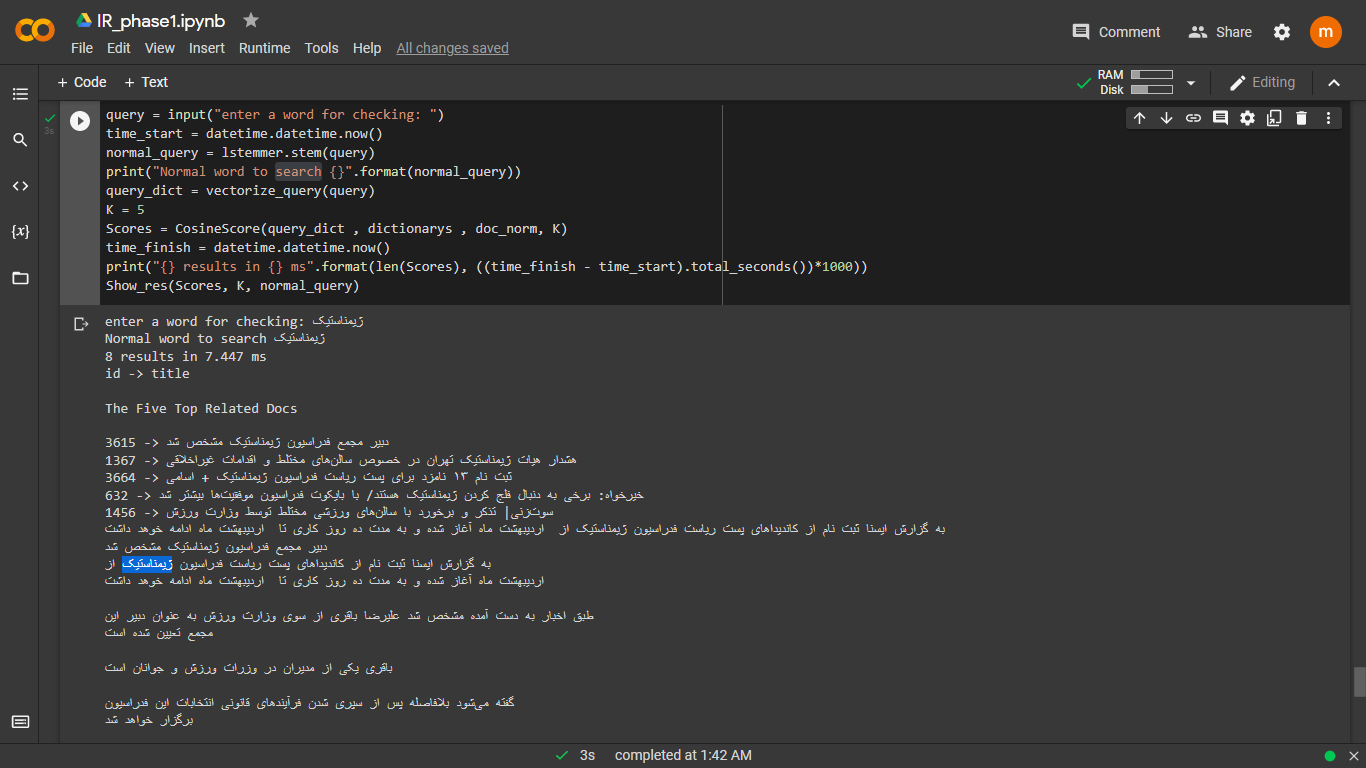 IR_phase1.ipynb
File Edit View Insert Runtime Tools Help All changes saved
Comment Share m
+ Code + Text
RAM
Disk
Editing
3s
query = input("enter a word for checking: ")
time_start = datetime.datetime.now()
normal_query = lstemmer.stem(query)
print("Normal word to search {}".format(normal_query))
query_dict = vectorize_query(query)
K = 5
Scores = CosineScore(query_dict , dictionarys , doc_norm, K)
time_finish = datetime.datetime.now()
print("{} results in {} ms".format(len(Scores), ((time_finish - time_start).total_seconds())*1000))
Show_res(Scores, K, normal_query)
enter a word for checking: ژیمناستیک
Normal word to search ژیمناستیک
8 results in 7.447 ms
id -> title
The Five Top Related Docs
3615 -> دبیر مجمع فدراسیون ژیمناستیک مشخص شد
1367 -> هشدار هیات ژیمناستیک تهران در خصوص سالن‌های مختلط و اقدامات غیراخلاقی
3664 -> ثبت نام ۱۳ نامزد برای پست ریاست فدراسیون ژیمناستیک + اسامی
632 -> خیرخواه: برخی به دنبال فلج کردن ژیمناستیک هستند/ با بایکوت فدراسیون موفقیت‌ها بیشتر شد
1456 -> سوت‌زنی| تذکر و برخورد با سالن‌های ورزشی مختلط توسط وزارت ورزش
به گزارش ایسنا ثبت نام از کاندیداهای پست ریاست فدراسیون ژیمناستیک از اردیبهشت ماه آغاز شده و به مدت ده روز کاری تا اردیبهشت ماه ادامه خوهد داشت
دبیر مجمع فدراسیون ژیمناستیک مشخص شد
به گزارش ایسنا ثبت نام از کاندیداهای پست ریاست فدراسیون ژیمناستیک از
اردیبهشت ماه آغاز شده و به مدت ده روز کاری تا اردیبهشت ماه ادامه خوهد داشت
طبق اخبار به دست آمده مشخص شد علیرضا باقری از سوی وزارت ورزش به عنوان دبیر این
مجمع تعیین شده است
باقری یکی از مدیران در وزرات ورزش و جوانان است
گفته می‌شود بلافاصله پس از سپری شدن فرآیندهای قانونی انتخابات این فدراسیون
برگزار خواهد شد
3s completed at 1:42 AM